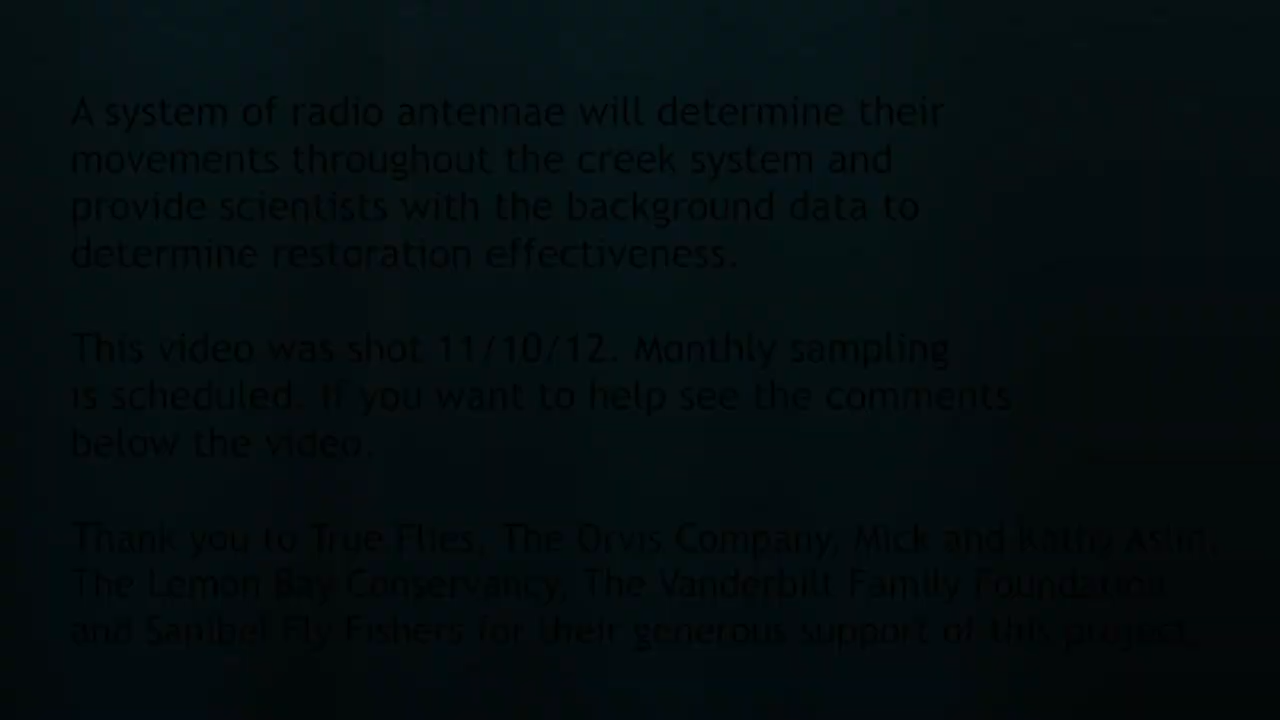 A system of radio antennae will determine their
movements throughout the creek system and
provide scientists with the background data to
determine restoration effectiveness.
This video was shot 11/10/12. Monthly sampling
is scheduled. If you want to help see the comments
below the video.
Thank you to True Flies, The Orvis Company, Mick and Kathy
The Lemon Bay Conservancy, The Vanderbilt Family Foundation
and Sanibel Fly Fishers for their generous support of this project.